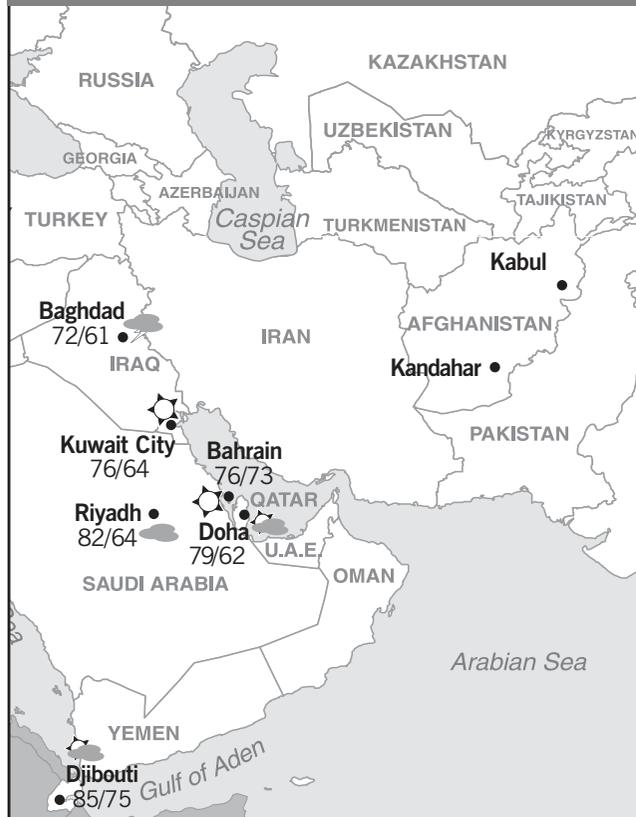 KAZAKHSTAN
RUSSIA
UZBEKISTAN
KYRGYZSTAN
GEORGIA
AZERBAIJAN
TAJIKISTAN
TURKEY
Caspian
Sea
TURKMENISTAN
Kabul
Baghdad
72/61
IRAN
AFGHANISTAN
IRAQ
Kandahar
PAKISTAN
Kuwait City
76/64
Bahrain
76/73
QATAR
Riyadh
82/64
Doha
79/62
U.A.E.
SAUDI ARABIA
OMAN
Arabian Sea
YEMEN
Gulf of Aden
Djibouti
85/75